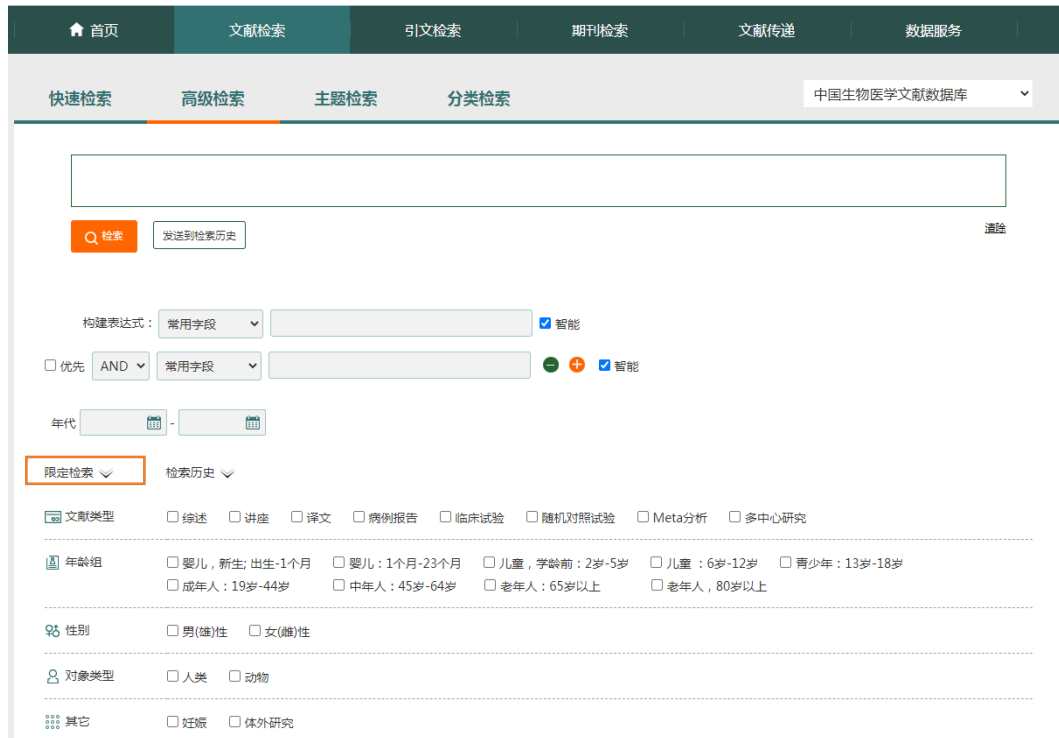 首页 文献检索 引文检索 期刊检索 文献传递 数据服务
快速检索 高级检索 主题检索 分类检索 中国生物医学文献数据库
检索 发送到检索历史 清除
构建表达式： 常用字段 智能
优先 AND 常用字段 智能
年代 -
限定检索 检索历史
文献类型 综述 讲座 译文 病例报告 临床试验 随机对照试验 Meta分析 多中心研究
年龄组 婴儿，新生; 出生-1个月 婴儿：1个月-23个月 儿童，学龄前：2岁-5岁 儿童 ：6岁-12岁 青少年：13岁-18岁
成年人：19岁-44岁 中年人：45岁-64岁 老年人：65岁以上 老年人，80岁以上
性别 男(雄)性 女(雌)性
对象类型 人类 动物
其它 妊娠 体外研究